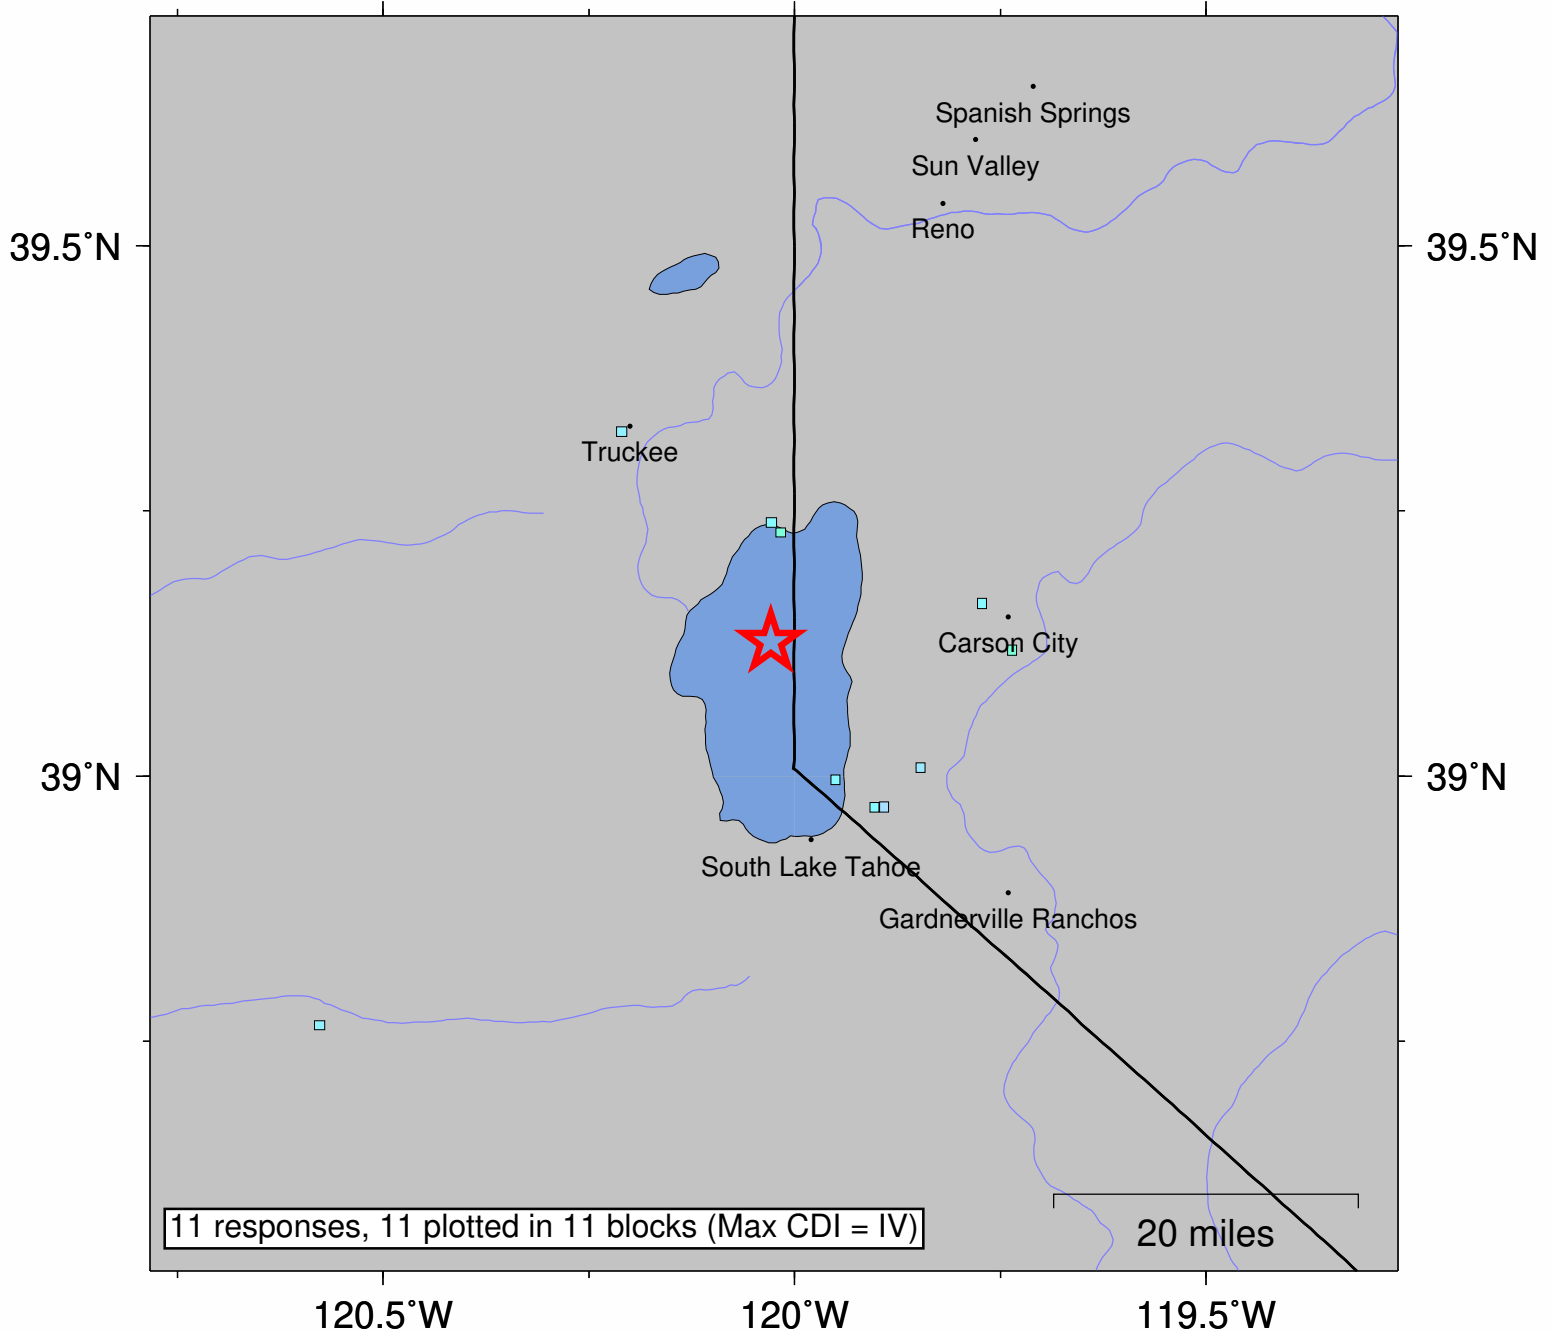 Spanish Springs
Sun Valley
Reno
39.5˚N
39.5˚N
Truckee
Carson City
39˚N
39˚N
South Lake Tahoe
Gardnerville Ranchos
11 responses, 11 plotted in 11 blocks (Max CDI = IV)
20 miles
120.5˚W
120˚W
119.5˚W